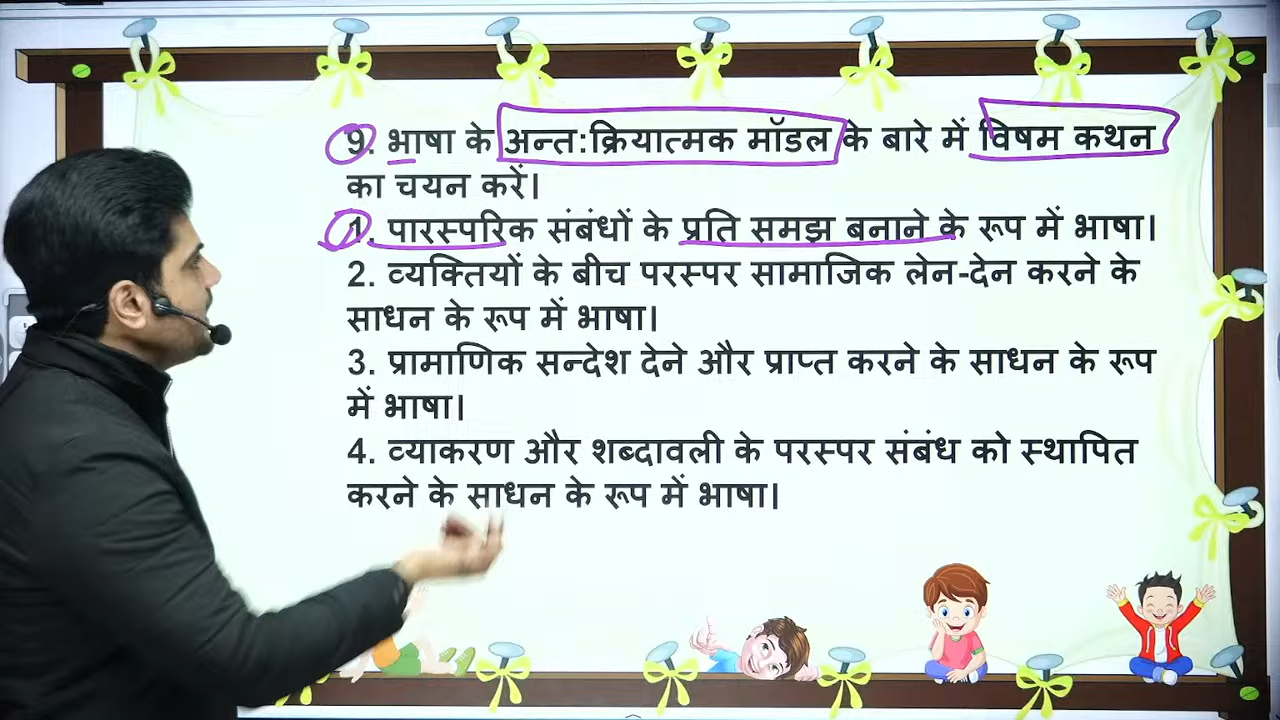 9. भाषा के अन्त:क्रियात्मक मॉडल के बारे में विषम कथन
का चयन करें।
1. पारस्परिक संबंधों के प्रति समझ बनाने के रूप में भाषा।
2. व्यक्तियों के बीच परस्पर सामाजिक लेन-देन करने के
साधन के रूप में भाषा।
3. प्रामाणिक सन्देश देने और प्राप्त करने के साधन के रूप
में भाषा।
4. व्याकरण और शब्दावली के परस्पर संबंध को स्थापित
करने के साधन के रूप में भाषा।